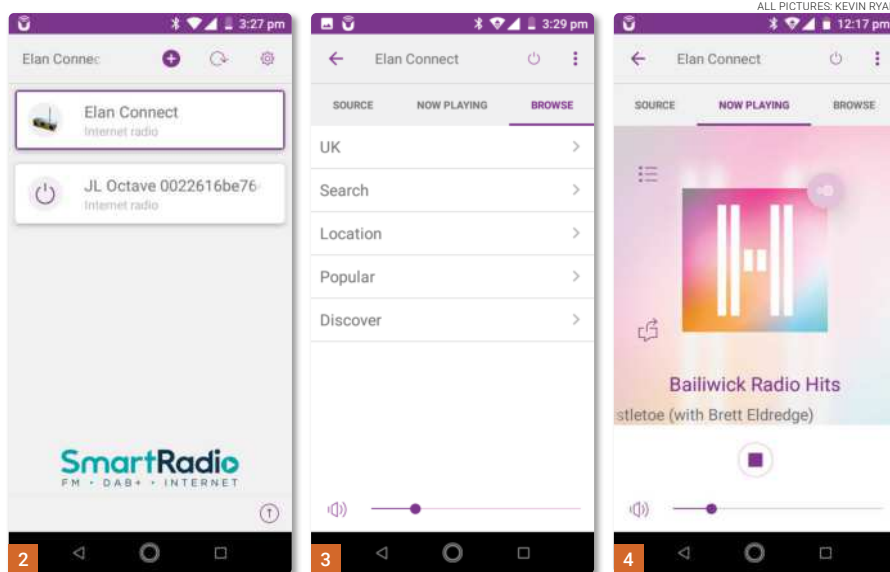 ALL PICTURES: KEVIN RYA
3:27 pm
Elan Connec
Elan Connect
Internet radio
JL Octave 0022616be76
Internet radio
SmartRadio
FM · DAB+ · INTERNET
2
3:29 pm
Elan Connect
SOURCE NOW PLAYING BROWSE
UK
Search
Location
Popular
Discover
3
12:17 pm
Elan Connect
SOURCE NOW PLAYING BROWSE
Bailiwick Radio Hits
stletoe (with Brett Eldredge)
4